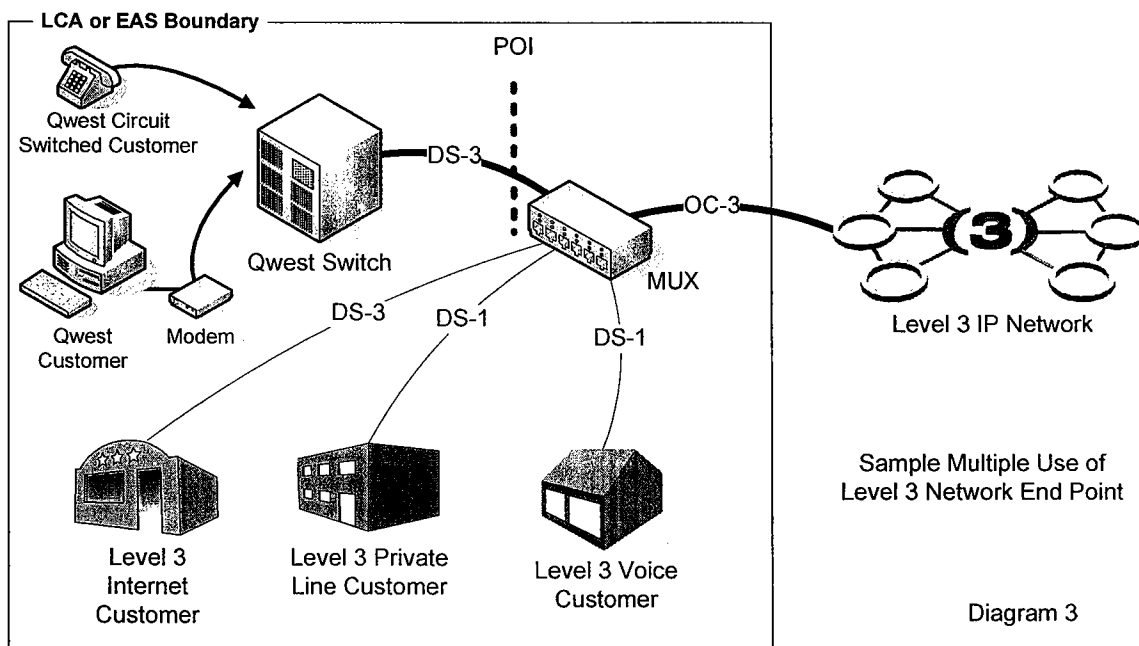 LCA or EAS Boundary
POI
Qwest Circuit
Switched Customer
DS-3
OC-3
Qwest Switch
MUX
(3)
Level 3 IP Network
Qwest
Customer
Modem
DS-3
DS-1
DS-1
Level 3
Internet
Customer
Level 3 Private
Line Customer
Level 3 Voice
Customer
Sample Multiple Use of
Level 3 Network End Point
Diagram 3